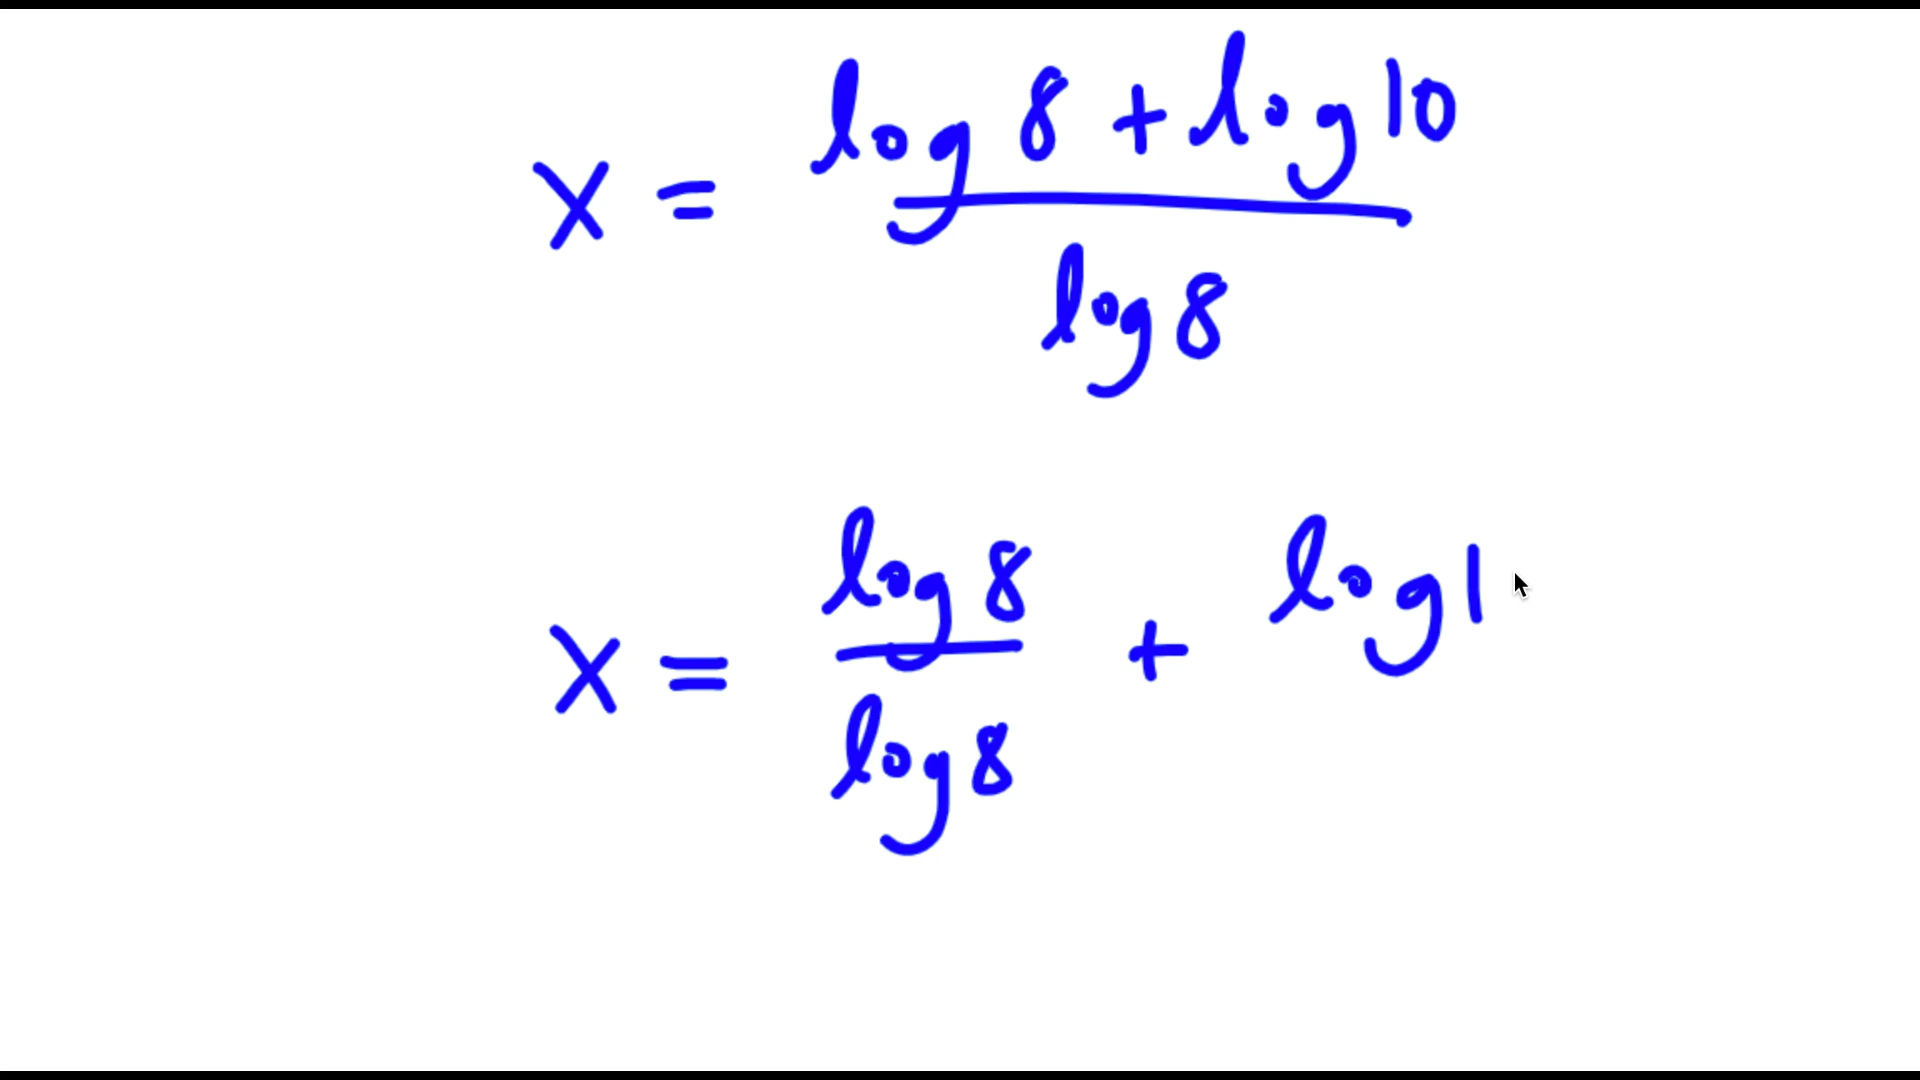 x = (log 8 + log 10) / log 8
x = log 8 / log 8 + log 1